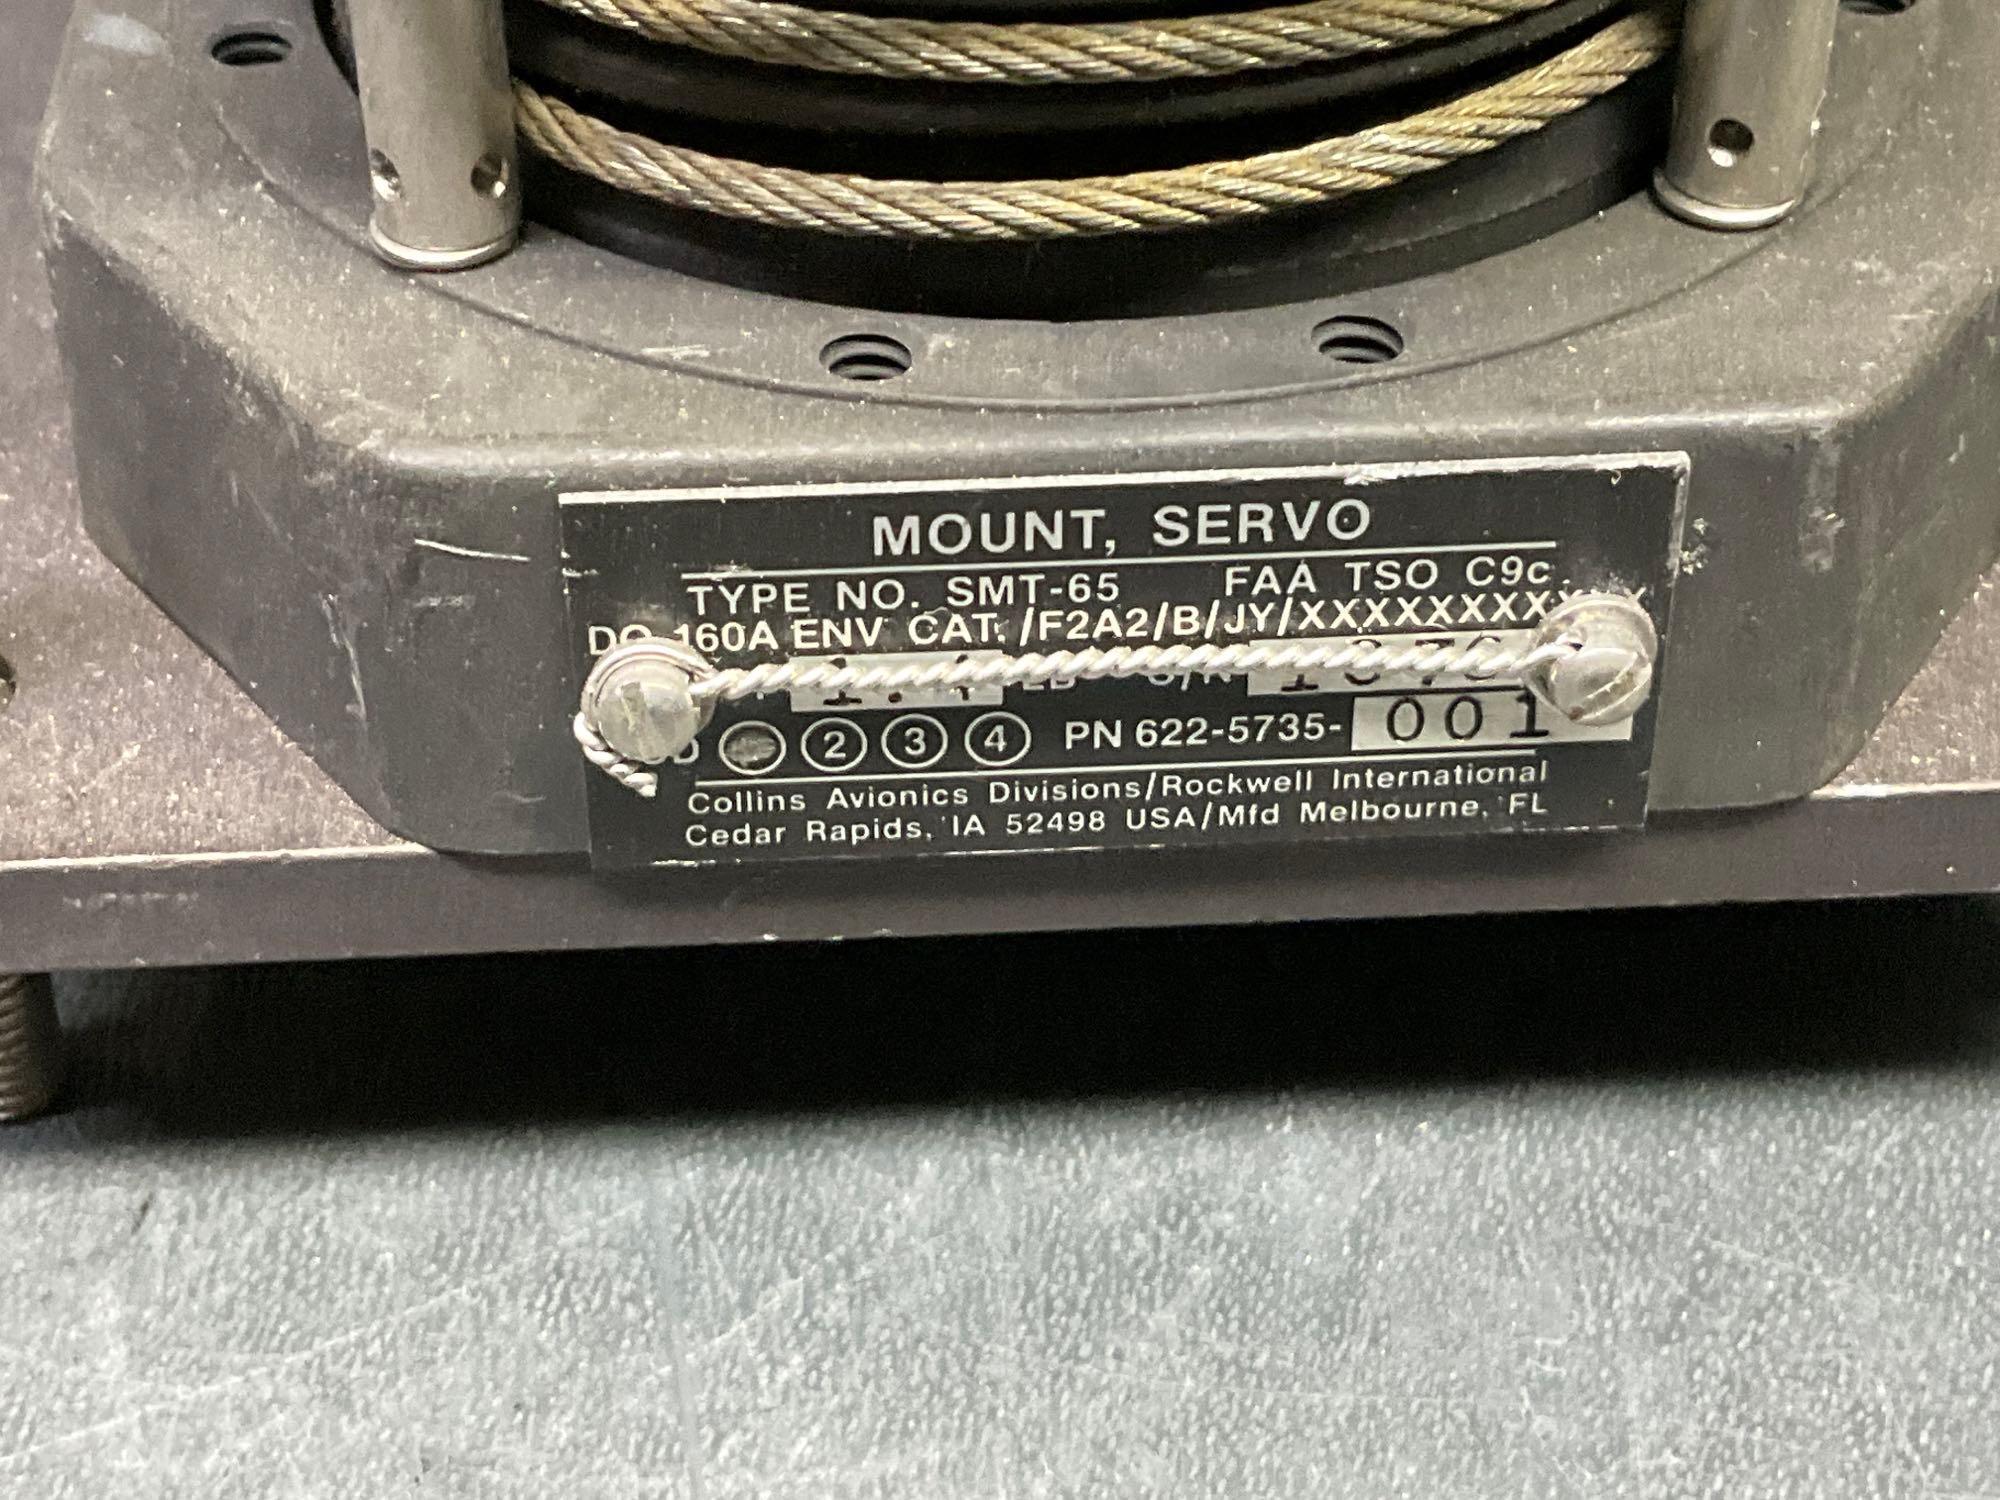 MOUNT, SERVO
TYPE NO. SMT-65 FAA TSO C9c
160A ENV CAT. /F2A2/B/JY/XXXXXXXXXXX
2 3 4 PN 622-5735-001
Collins Avionics Divisions/Rockwell International
Cedar Rapids, IA 52498 USA/Mfd Melbourne, FL